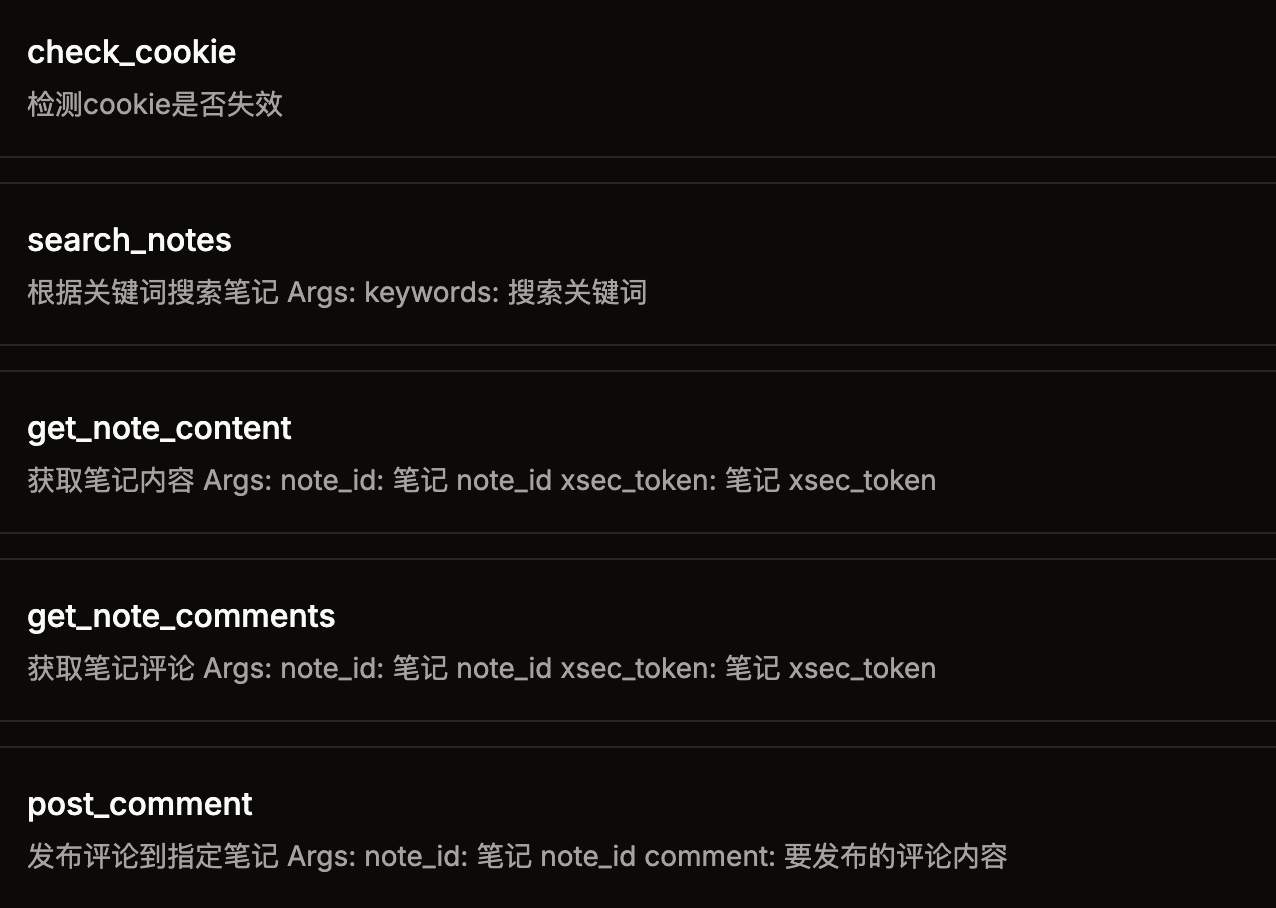 check_cookie
检测cookie是否失效
search_notes
根据关键词搜索笔记 Args: keywords: 搜索关键词
get_note_content
获取笔记内容 Args: note_id: 笔记 note_id xsec_token: 笔记 xsec_token
get_note_comments
获取笔记评论 Args: note_id: 笔记 note_id xsec_token: 笔记 xsec_token
post_comment
发布评论到指定笔记 Args: note_id: 笔记 note_id comment: 要发布的评论内容